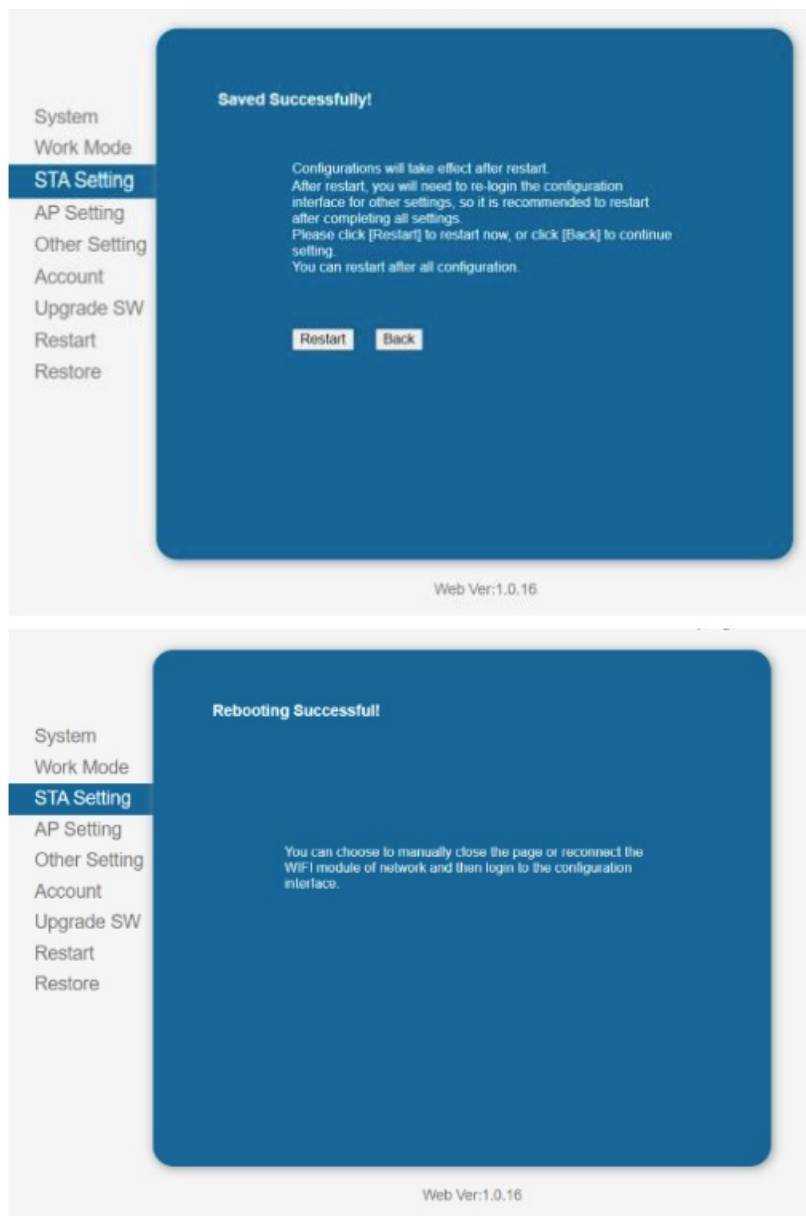 Saved Successfully!
System
Work Mode
STA Setting
AP Setting
Other Setting
Account
Upgrade SW
Restart
Restore
Configurations will take effect after restart.
After restart, you will need to re-login the configuration
interface for other settings, so it is recommended to restart
after completing all settings.
Please click [Restart] to restart now, or click [Back] to continue
setting.
You can restart after all configuration.
Restart Back
Web Ver:1.0.16
Rebooting Successful!
System
Work Mode
STA Setting
AP Setting
Other Setting
Account
Upgrade SW
Restart
Restore
You can choose to manually close the page or reconnect the
WIFI module of network and then login to the configuration
interface.
Web Ver:1.0.16